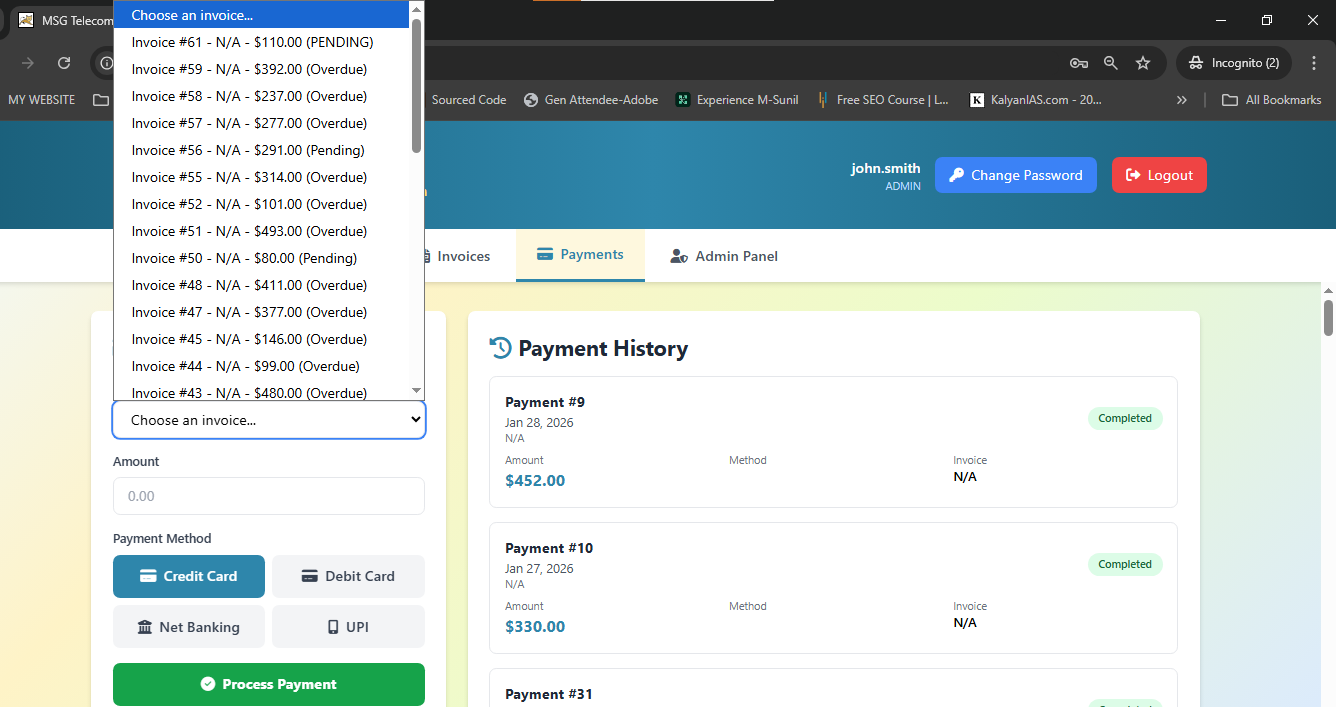 MSG Telecom
Choose an invoice...
Invoice #61 - N/A - $110.00 (PENDING)
Invoice #59 - N/A - $392.00 (Overdue)
Invoice #58 - N/A - $237.00 (Overdue)
Invoice #57 - N/A - $277.00 (Overdue)
Invoice #56 - N/A - $291.00 (Pending)
Invoice #55 - N/A - $314.00 (Overdue)
Invoice #52 - N/A - $101.00 (Overdue)
Invoice #51 - N/A - $493.00 (Overdue)
Invoice #50 - N/A - $80.00 (Pending)
Invoice #48 - N/A - $411.00 (Overdue)
Invoice #47 - N/A - $377.00 (Overdue)
Invoice #45 - N/A - $146.00 (Overdue)
Invoice #44 - N/A - $99.00 (Overdue)
Invoice #43 - N/A - $480.00 (Overdue)
Incognito (2)
MY WEBSITE
Sourced Code
Gen Attendee-Adobe
Experience M-Sunil
Free SEO Course | L...
K
KalyanIAS.com - 20...
All Bookmarks
john.smith
ADMIN
Change Password
Logout
Invoices
Payments
Admin Panel
Choose an invoice...
Amount
0.00
Payment Method
Credit Card
Debit Card
Net Banking
UPI
Process Payment
Payment History
Payment #9
Jan 28, 2026
N/A
Completed
Amount
Method
Invoice
$452.00
N/A
Payment #10
Jan 27, 2026
N/A
Completed
Amount
Method
Invoice
$330.00
N/A
Payment #31